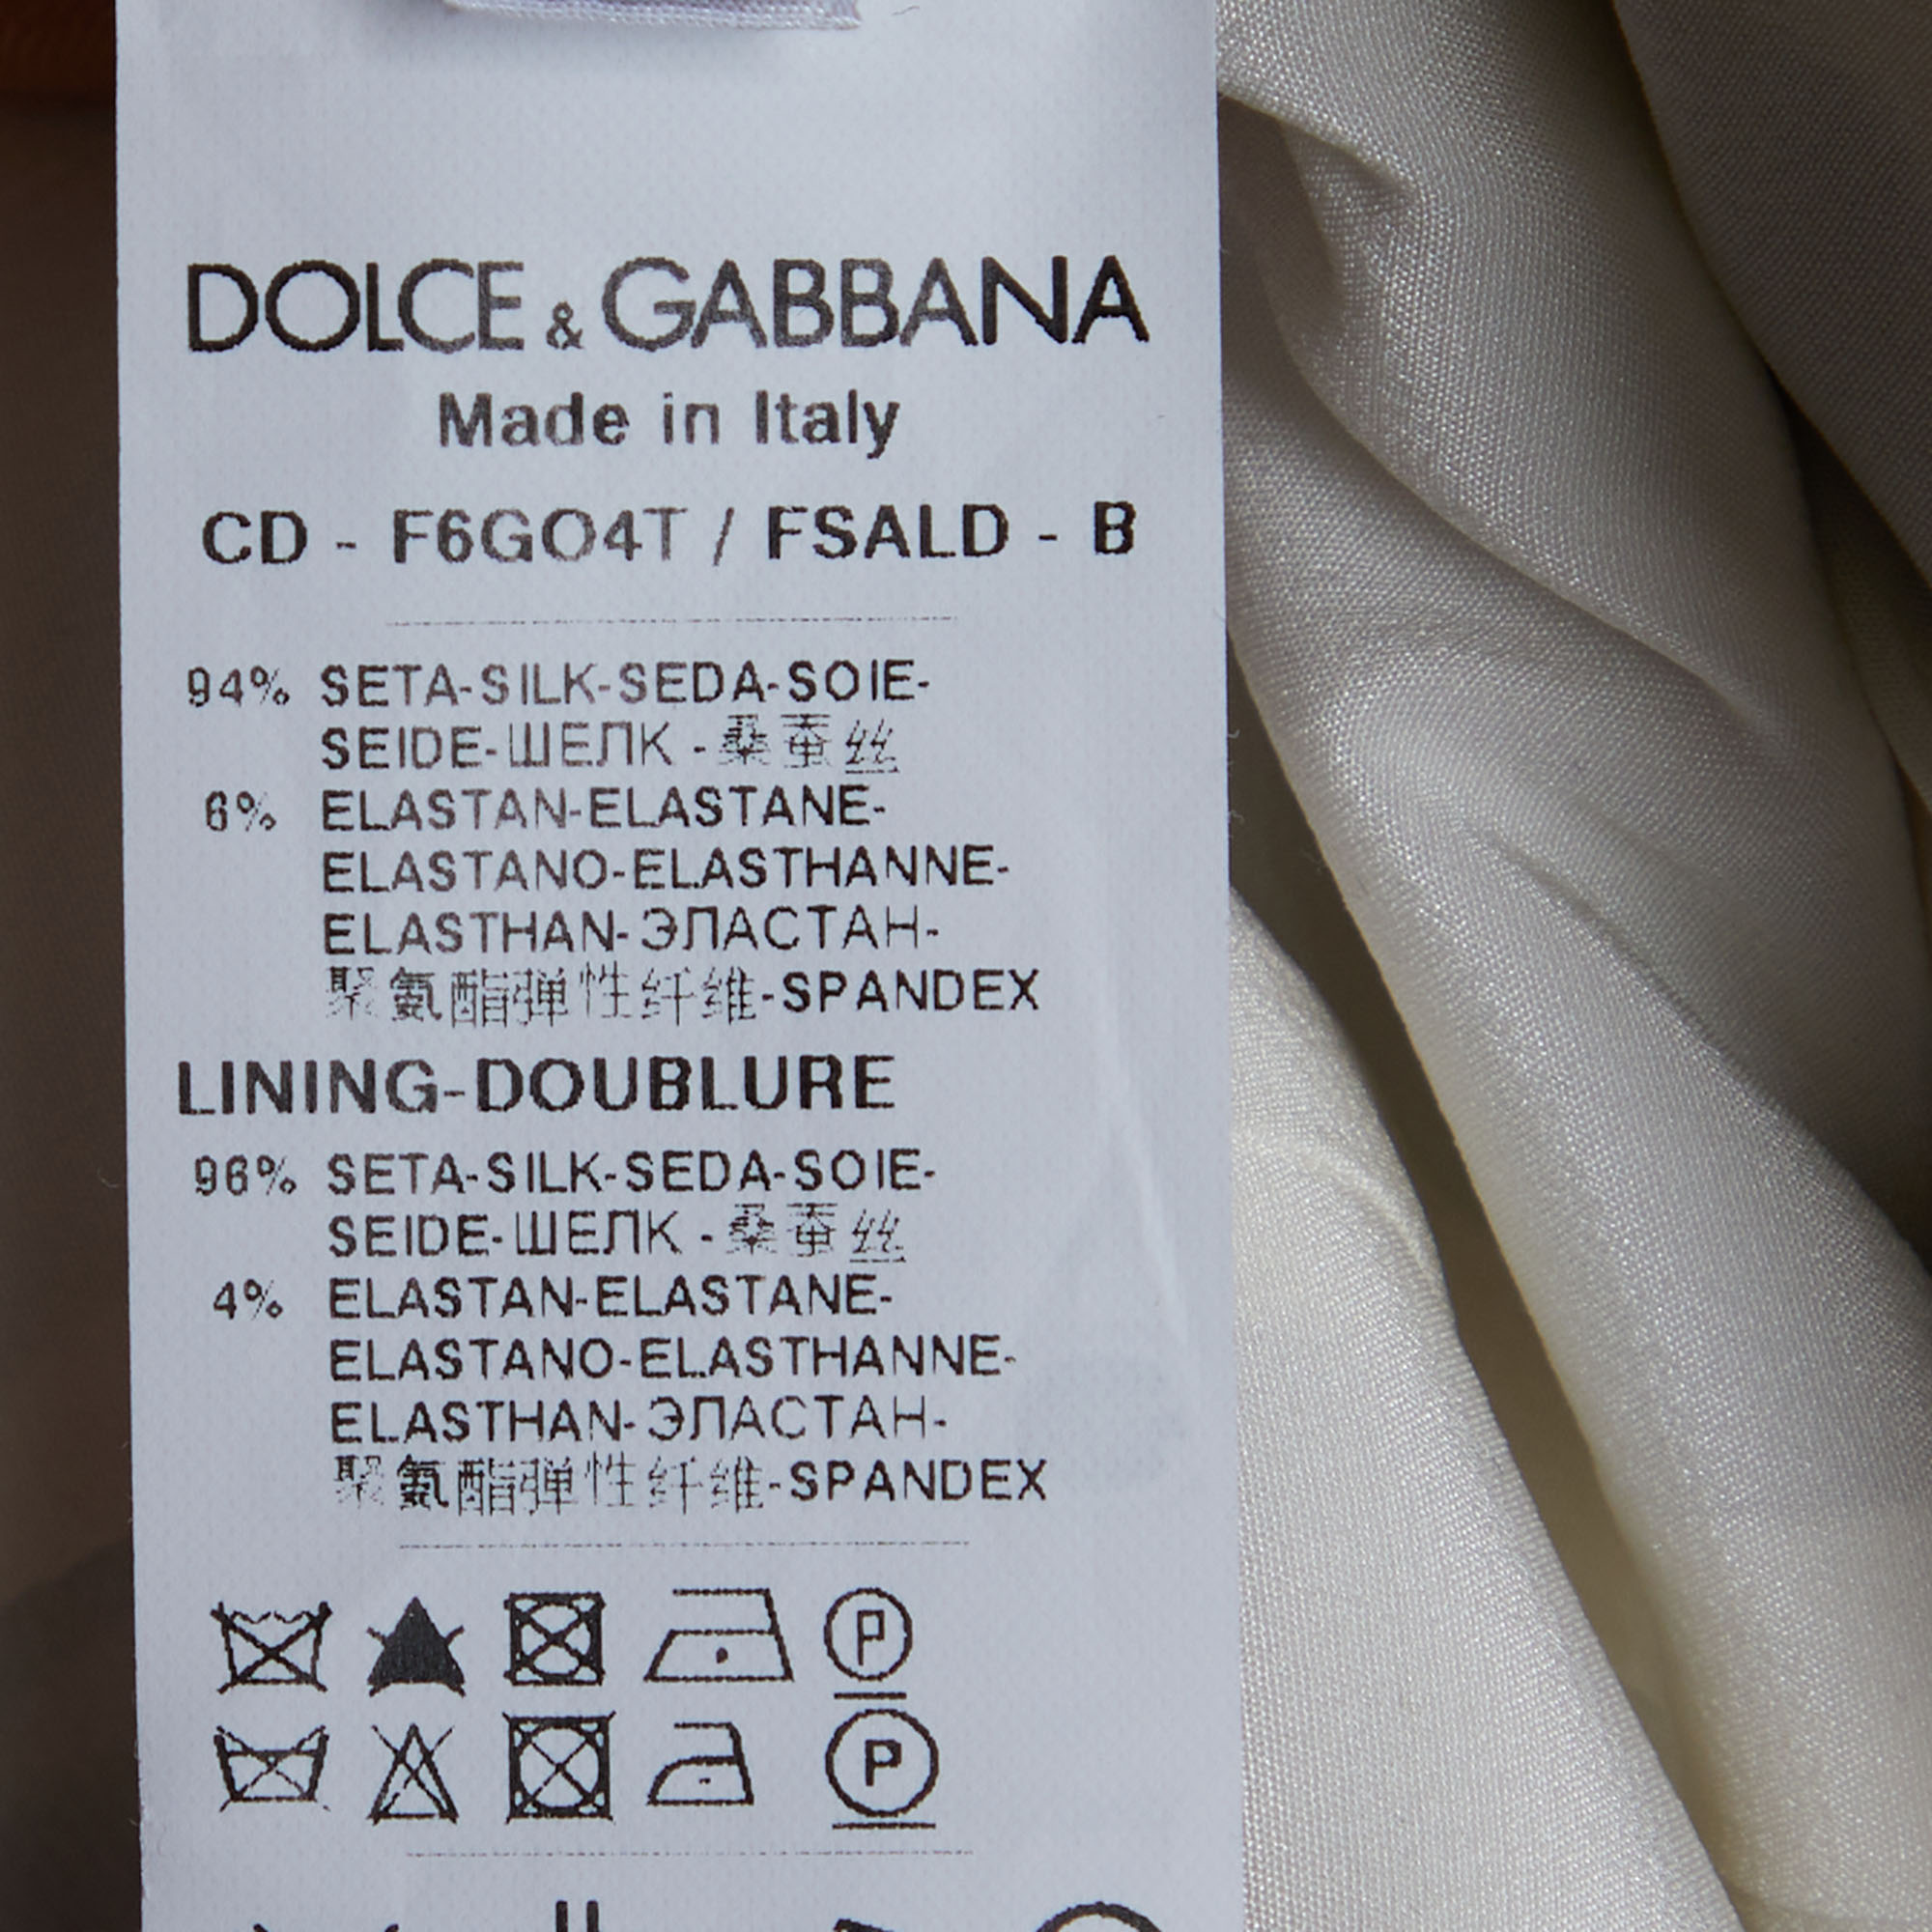 DOLCE & GABBANA
Made in Italy
CD - F6GO4T / FSALD - B
94% SETA-SILK-SEDA-SOIE-
SEIDE-ШЕЛК -桑蚕丝
6% ELASTAN-ELASTANE-
ELASTANO-ELASTHANNE-
ELASTHAN-ЭЛАСТАН-
聚氨酯弹性纤维-SPANDEX
LINING-DOUBLURE
96% SETA-SILK-SEDA-SOIE-
SEIDE-ШЕЛК -桑蚕丝
4% ELASTAN-ELASTANE-
ELASTANO-ELASTHANNE-
ELASTHAN-ЭЛАСТАН-
聚氨酯弹性纤维-SPANDEX
P
P